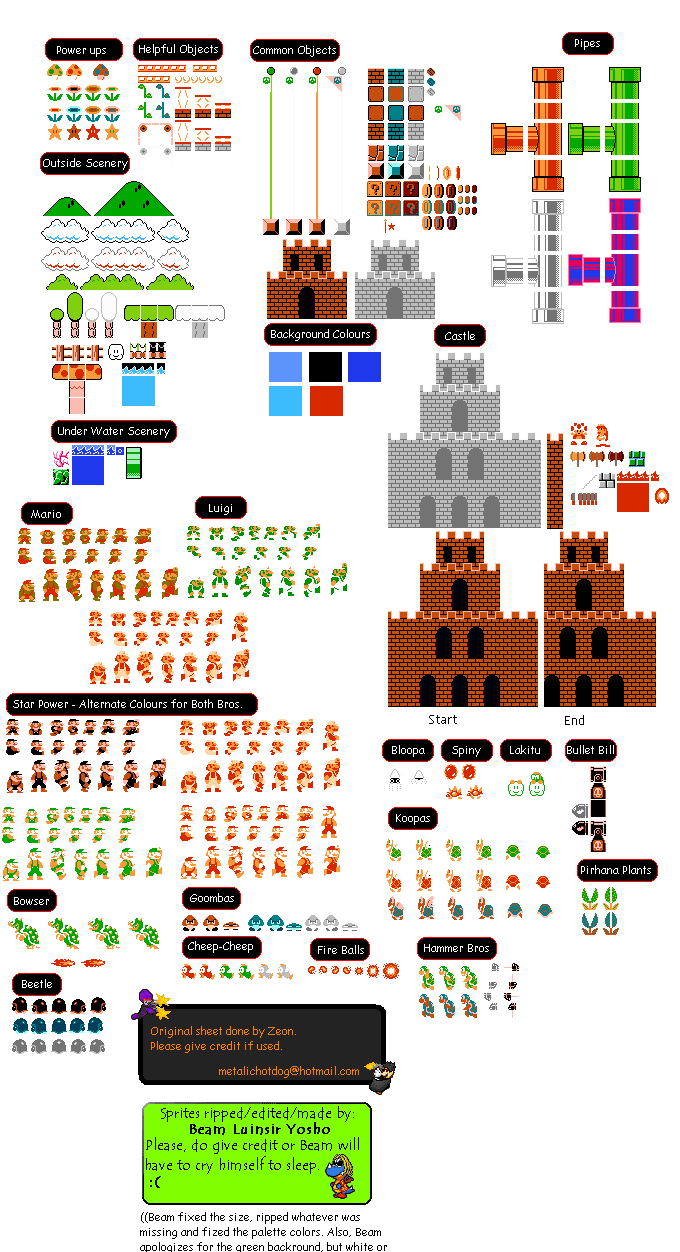 Power ups
Helpful Objects
Common Objects
Pipes
Outside Scenery
Background Colours
Castle
Under Water Scenery
Mario
Luigi
Star Power - Alternate Colours for Both Bros.
Start
End
Bloopa
Spiny
Lakitu
Bullet Bill
Koopas
Pirhana Plants
Bowser
Goombas
Cheep-Cheep
Fire Balls
Hammer Bros
Beetle
Original sheet done by Zeon.
Please give credit if used.
metalichotdog@hotmail.com
Sprites ripped/edited/made by:
Beam Luinsir Yosho
Please, do give credit or Beam will
have to cry himself to sleep.
:(
((Beam fixed the size, ripped whatever was
missing and fized the palette colors. Also, Beam
apologizes for the green backround, but white or